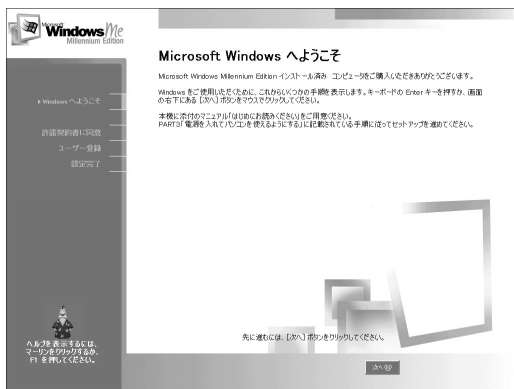 Microsoft
Windows Me
Millennium Edition
Microsoft Windows へようこそ
Microsoft Windows Millennium Edition インストール済み コンピュータをご購入いただきありがとうございます。
Windows をご使用いただくために、これからいくつかの手順を表示します。キーボードの Enter キーを押すか、画面
の右下にある [次へ] ボタンをマウスでクリックしてください。
本機に添付のマニュアル「はじめにお読みください」をご用意ください。
PART3「電源を入れてパソコンを使えるようにする」に記載されている手順に従ってセットアップを進めてください。
Windows へようこそ
許諾契約書に同意
ユーザー登録
設定完了
ヘルプを表示するには、
マーリンをクリックするか、
F1 を押してください。
先に進むには、[次へ] ボタンをクリックしてください。
次へ(N)